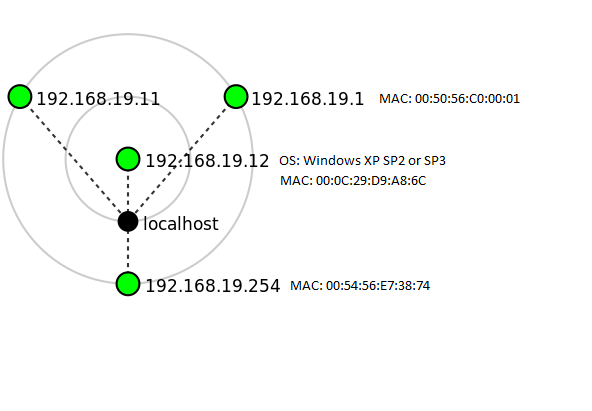 192.168.19.11
192.168.19.1 MAC: 00:50:56:C0:00:01
192.168.19.12 OS: Windows XP SP2 or SP3
MAC: 00:0C:29:D9:A8:6C
localhost
192.168.19.254 MAC: 00:54:56:E7:38:74